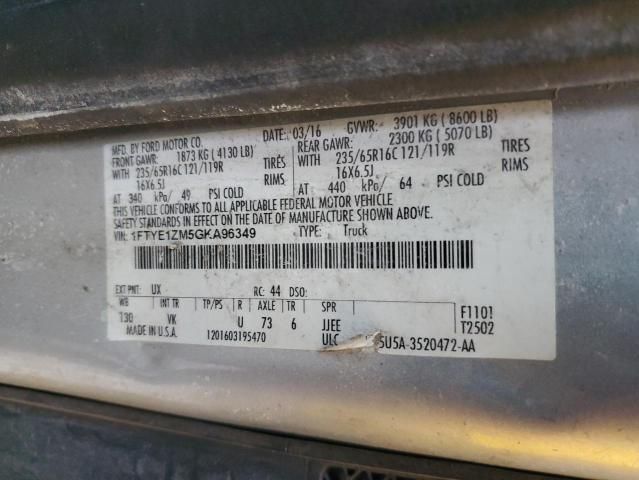 MFD. BY FORD MOTOR CO.
DATE: 03/16 GVWR: 3901 KG ( 8600 LB)
FRONT GAWR: 1873 KG ( 4130 LB) REAR GAWR: 2300 KG ( 5070 LB)
WITH 235/65R16C 121/119R TIRES WITH 235/65R16C 121/119R TIRES
16X6.5J RIMS 16X6.5J RIMS
AT 340 kPa/ 49 PSI COLD AT 440 kPa/ 64 PSI COLD
THIS VEHICLE CONFORMS TO ALL APPLICABLE FEDERAL MOTOR VEHICLE
SAFETY STANDARDS IN EFFECT ON THE DATE OF MANUFACTURE SHOWN ABOVE.
VIN: 1FTYE1ZM5GKA96349 TYPE: Truck
EXT PNT: UX RC: 44 DSO:
WB INT TR TP/PS R AXLE TR SPR F1101
130 VK U 73 6 JJEE T2502
MADE IN U.S.A. 1201603195470 ULC 5U5A-3520472-AA